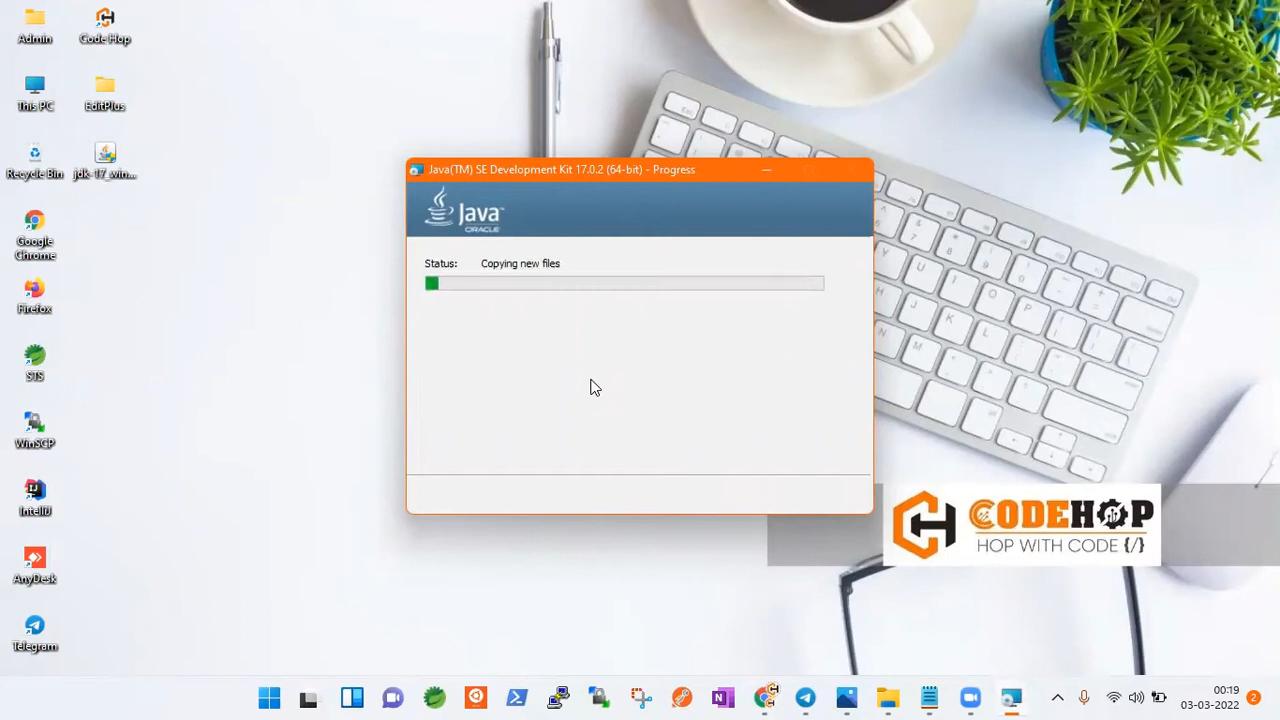 Admin
Code Hop
This PC
EditPlus
Recycle Bin
jdk-17_win...
Google
Chrome
Firefox
STS
WinSCP
IntelliJ
AnyDesk
Telegram
Java(TM) SE Development Kit 17.0.2 (64-bit) - Progress
Java™
ORACLE
Status: Copying new files
CODEHOP
HOP WITH CODE {/}
00:19
03-03-2022
2